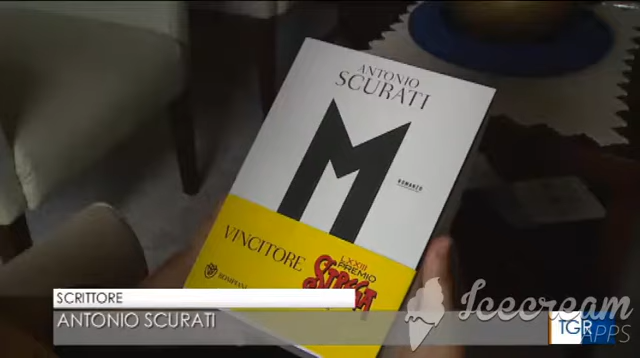 ANTONIO
SCURATI
M
ROMANZO
VINCITORE
LXXIII
PREMIO
STREGA
BOMPIANI
SCRITTORE
ANTONIO SCURATI
Icecream
APPS
TGR